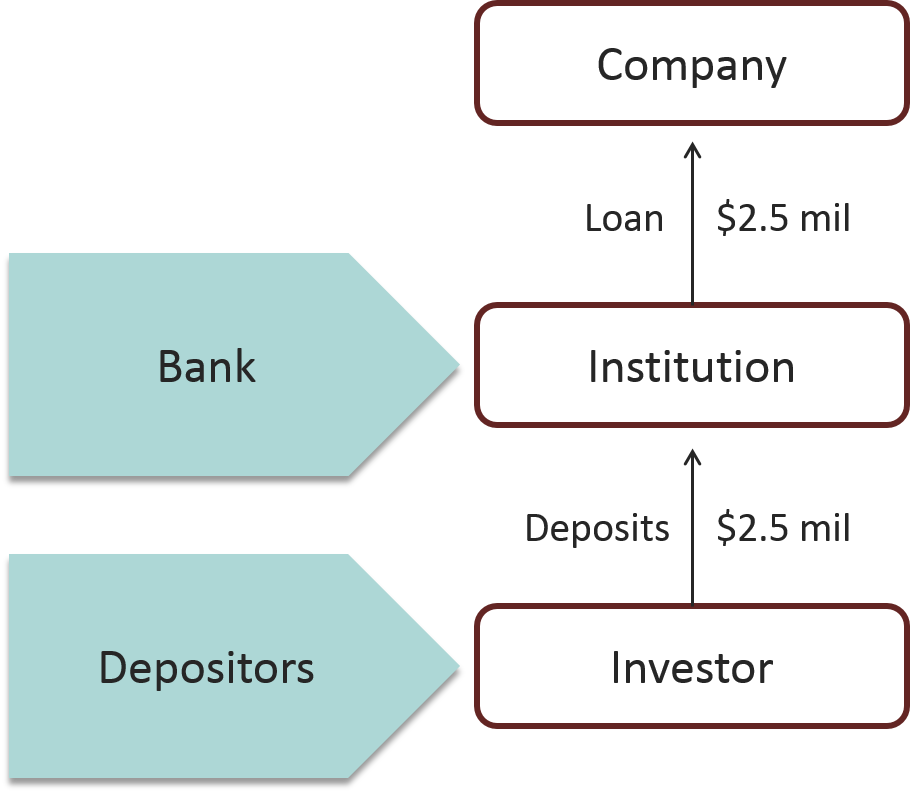 Company
Loan $2.5 mil
Bank
Institution
Deposits $2.5 mil
Depositors
Investor